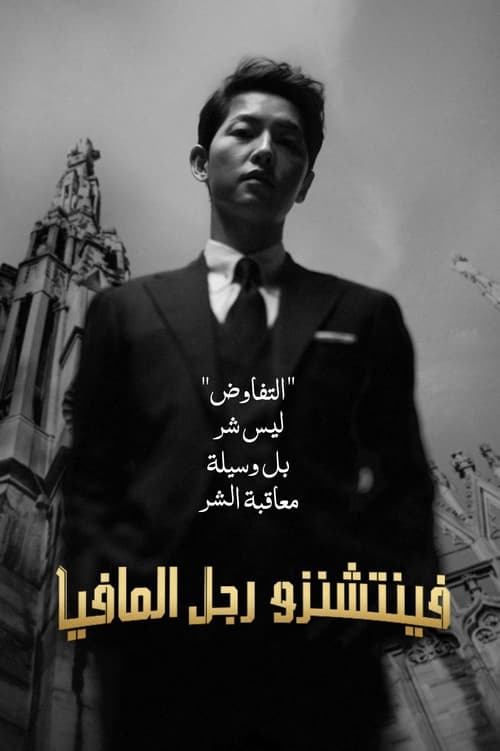 "التفاوض"
ليس شر
بل وسيلة
معاقبة الشر
فينتشنزو رجل المافيا